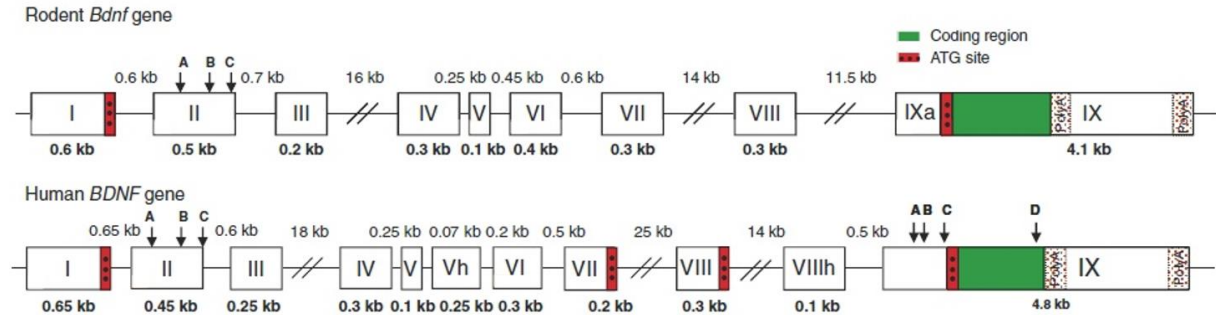 Rodent Bdnf gene
Coding region
ATG site
0.6 kb A B C 0.7 kb 16 kb 0.25 kb 0.45 kb 0.6 kb 14 kb 11.5 kb
I II III IV V VI VII VIII IXa PolyA IX PolyA
0.6 kb 0.5 kb 0.2 kb 0.3 kb 0.1 kb 0.4 kb 0.3 kb 0.3 kb 4.1 kb
Human BDNF gene
0.65 kb A B C 0.6 kb 18 kb 0.25 kb 0.07 kb 0.2 kb 0.5 kb 25 kb 14 kb 0.5 kb A B C D
I II III IV V Vh VI VII VIII VIIIh PolyA IX PolyA
0.65 kb 0.45 kb 0.25 kb 0.3 kb 0.1 kb 0.25 kb 0.3 kb 0.2 kb 0.3 kb 0.1 kb 4.8 kb